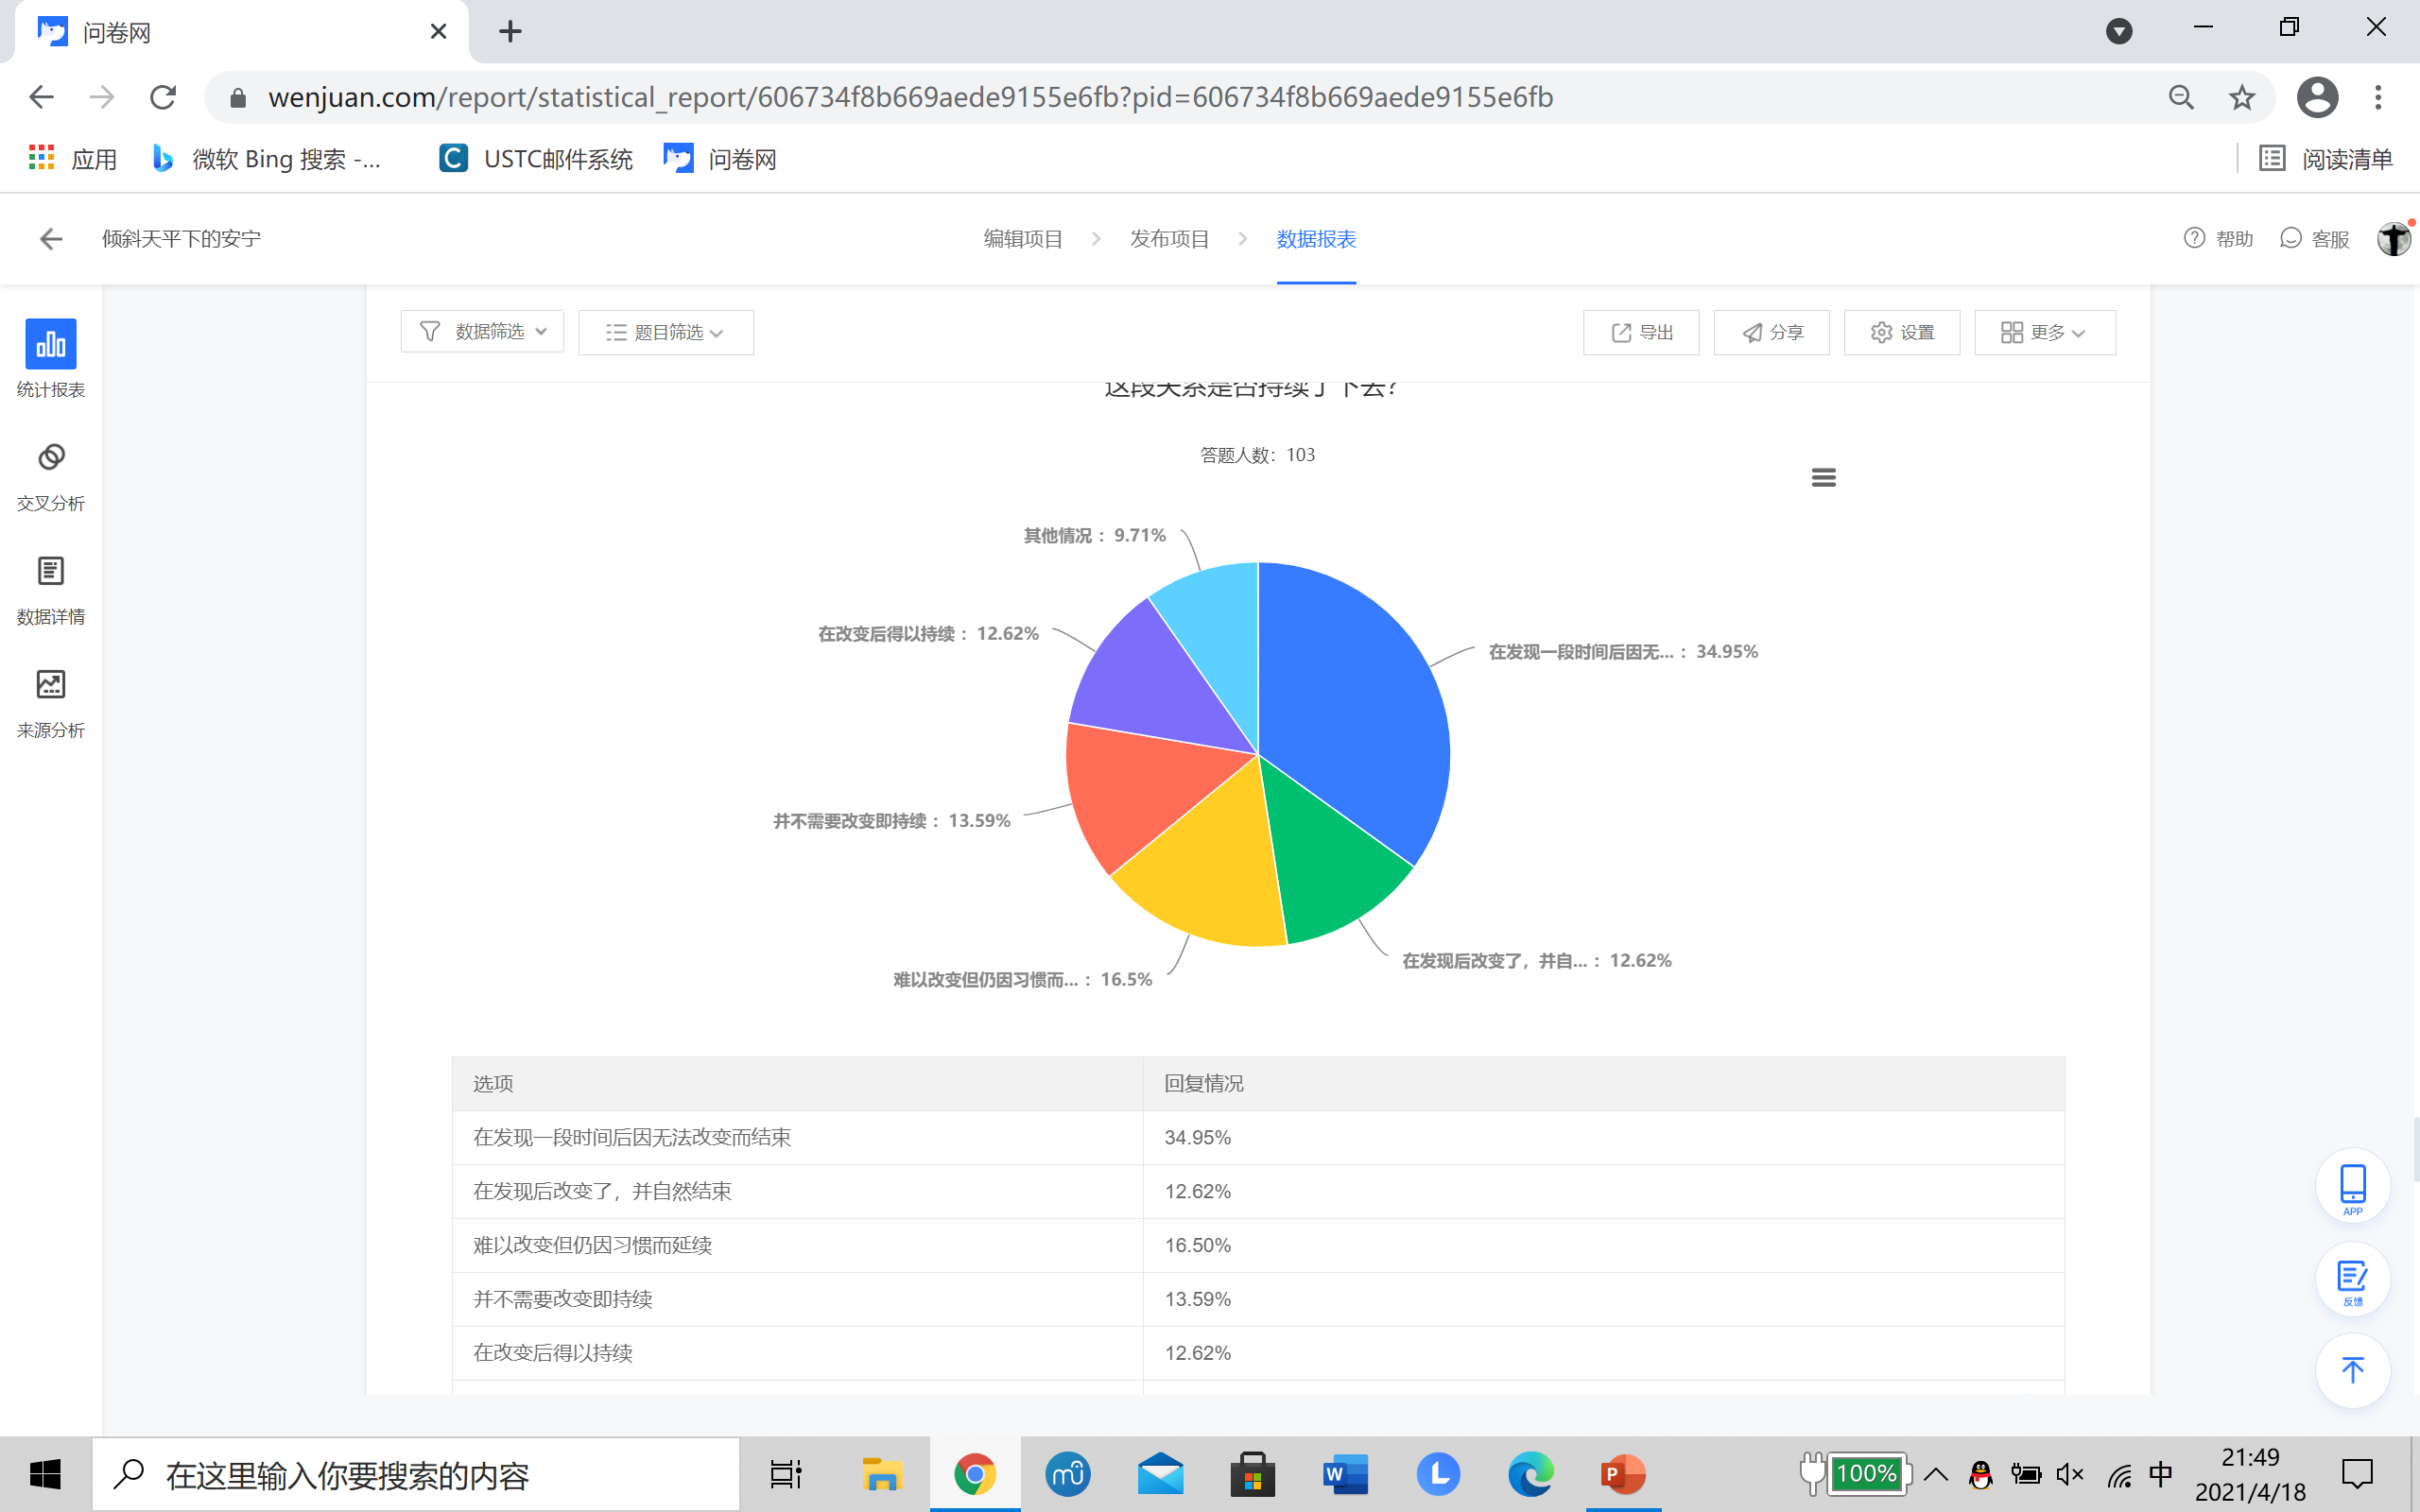 问卷网
wenjuan.com/report/statistical_report/606734f8b669aede9155e6fb?pid=606734f8b669aede9155e6fb
应用
微软 Bing 搜索 -...
USTC邮件系统
问卷网
阅读清单
倾斜天平下的安宁
编辑项目
发布项目
数据报表
帮助
客服
统计报表
交叉分析
数据详情
来源分析
数据筛选
题目筛选
导出
分享
设置
更多
这段关系是否持续了下去?
答题人数：103
其他情况： 9.71%
在改变后得以持续： 12.62%
在发现一段时间后因无...： 34.95%
并不需要改变即持续： 13.59%
难以改变但仍因习惯而...： 16.5%
在发现后改变了，并自...： 12.62%
选项 回复情况
在发现一段时间后因无法改变而结束 34.95%
在发现后改变了，并自然结束 12.62%
难以改变但仍因习惯而延续 16.50%
并不需要改变即持续 13.59%
在改变后得以持续 12.62%
APP
反馈
在这里输入你要搜索的内容
100%
中
21:49
2021/4/18